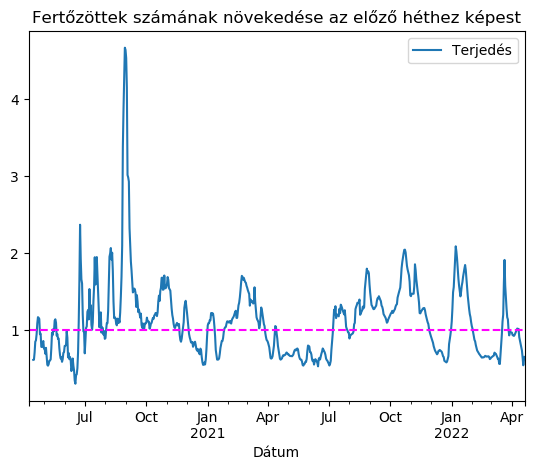 Fertőzöttek számának növekedése az előző héthez képest
Terjedés
4
3
2
1
Jul Oct Jan Apr Jul Oct Jan Apr
2021 2022
Dátum